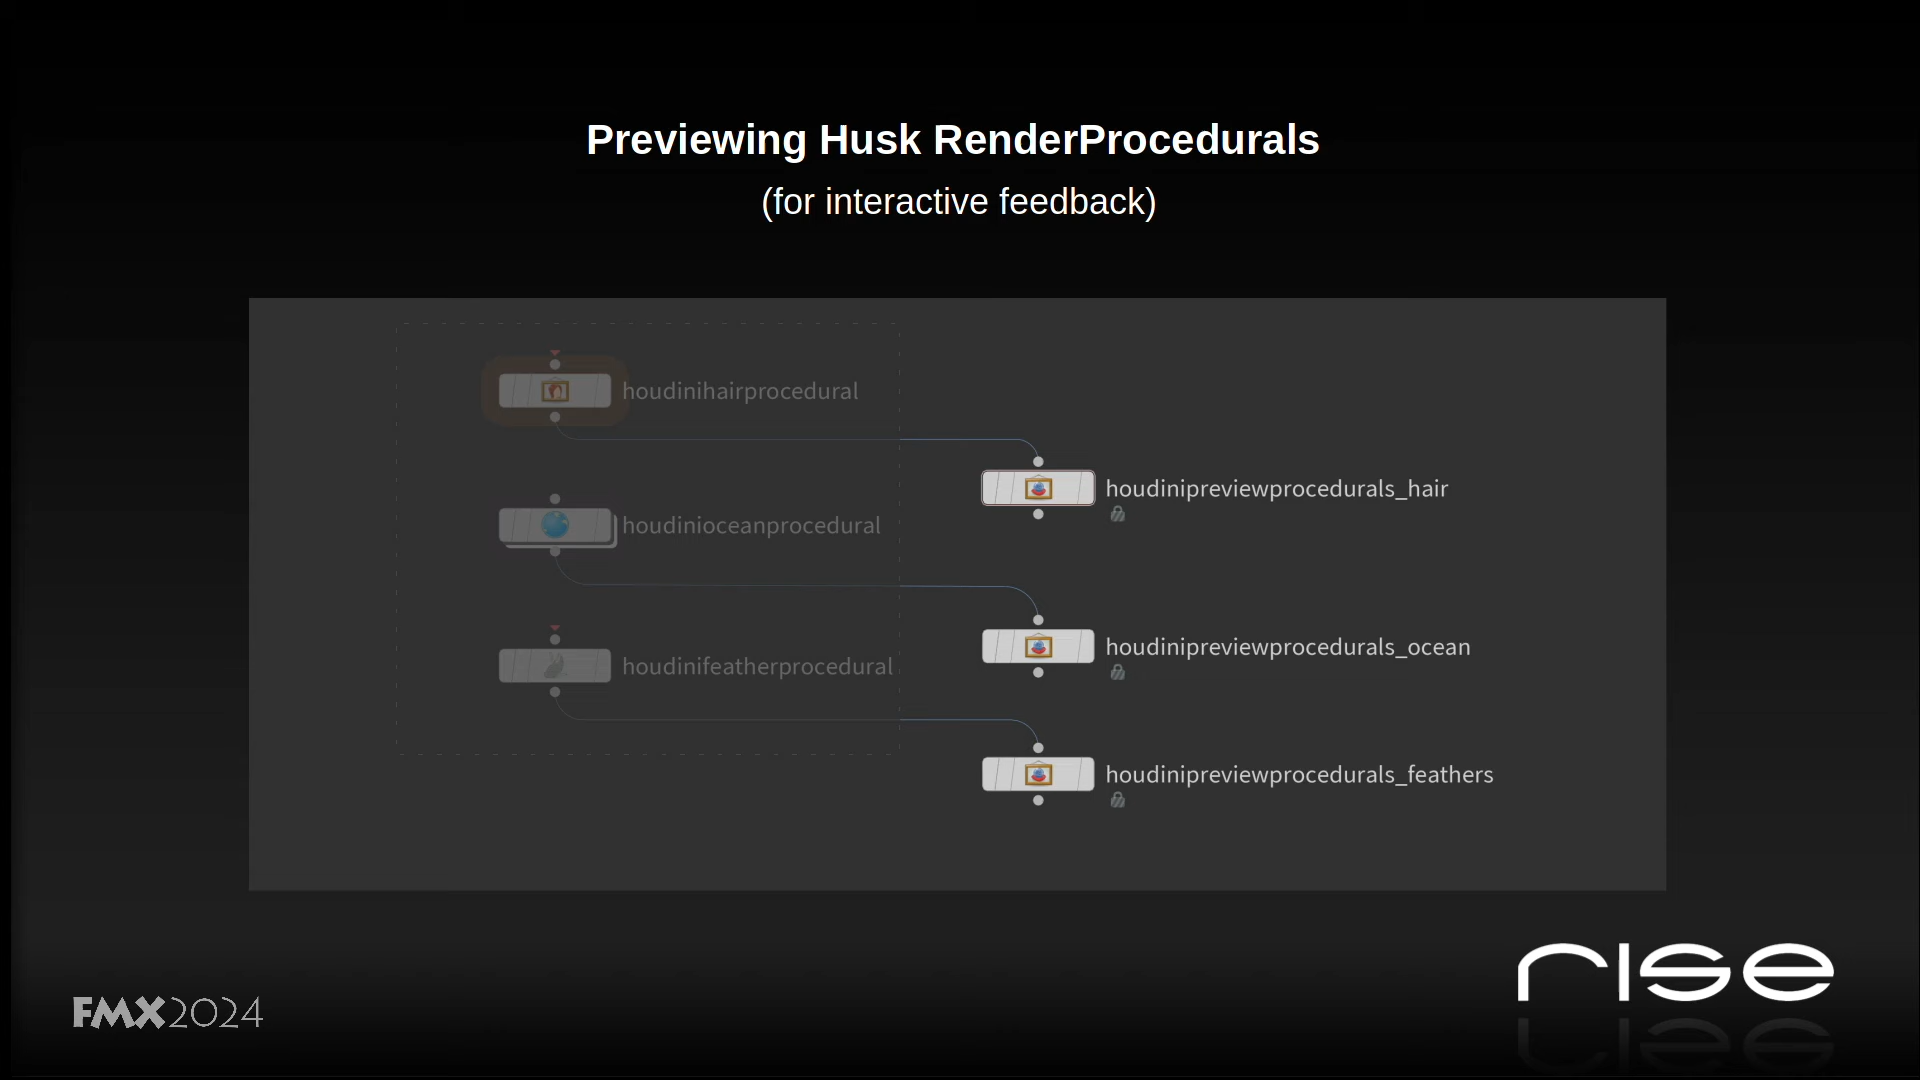 Previewing Husk RenderProcedurals
(for interactive feedback)
houdinihairprocedural
houdinipreviewprocedurals_hair
houdinioceanprocedural
houdinipreviewprocedurals_ocean
houdinifeatherprocedural
houdinipreviewprocedurals_feathers
rise
FMX2024